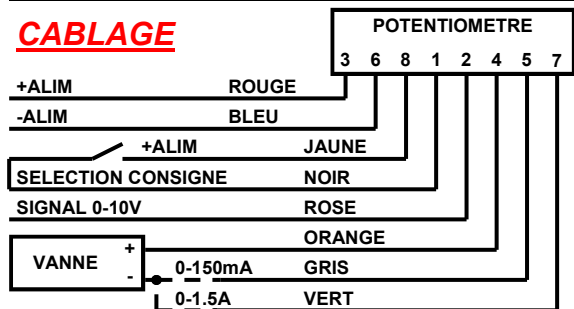 CABLAGE
POTENTIOMETRE
3 6 8 1 2 4 5 7
+ALIM ROUGE
-ALIM BLEU
+ALIM JAUNE
SELECTION CONSIGNE NOIR
SIGNAL 0-10V ROSE
ORANGE
VANNE + -
0-150mA GRIS
0-1.5A VERT